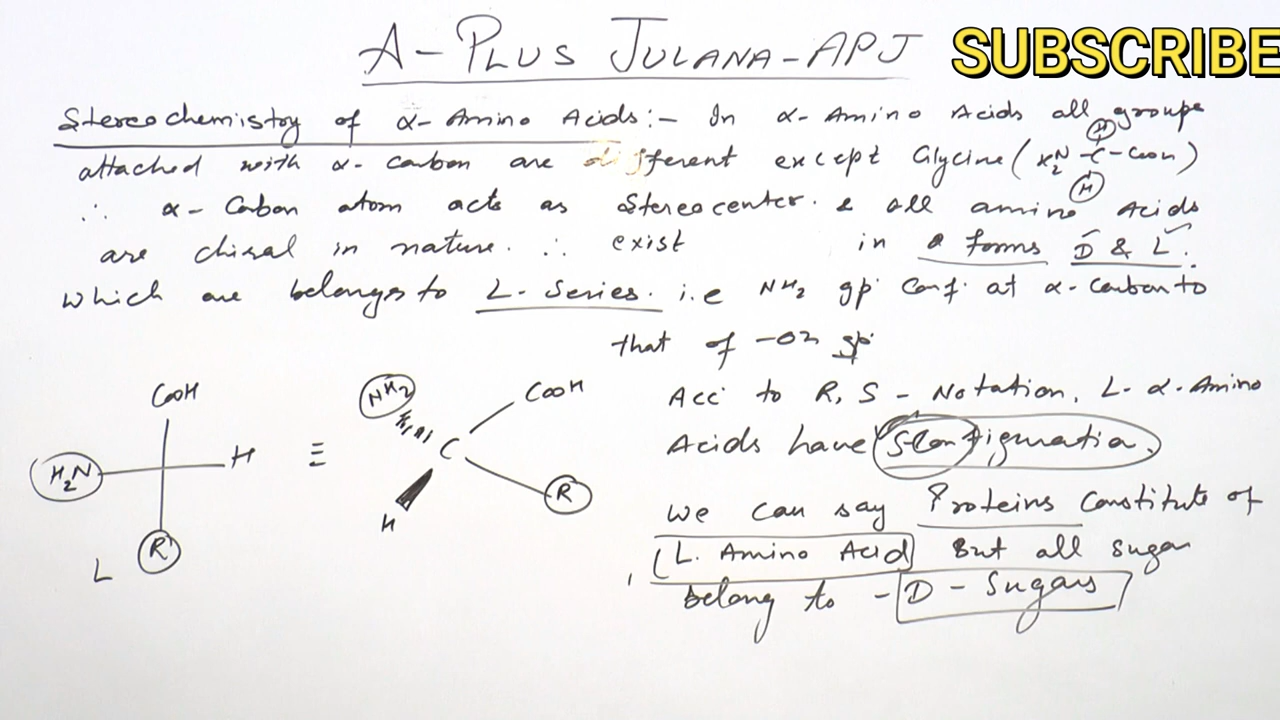 A-PLUS JULANA-APJ
SUBSCRIBE
Stereochemistry of α-Amino Acids:- In α-Amino Acids all groups
attached with α-carbon are different except Glycine (H2N-C-COOH)
H
H
∴ α-Carbon atom acts as Stereocenter. & all amino Acids
are chiral in nature. ∴ exist in 2 forms D & L.
Which are belongs to L-Series. i.e NH2 gp. Conf. at α-carbon to
that of -OH gp.
COOH
H2N
H
R
L
≡
NH2
COOH
C
H
R
Acc to R, S - Notation, L-α-Amino
Acids have S configuration.
We can say Proteins Constitute of
L. Amino Acid But all sugar
belong to - D - Sugars